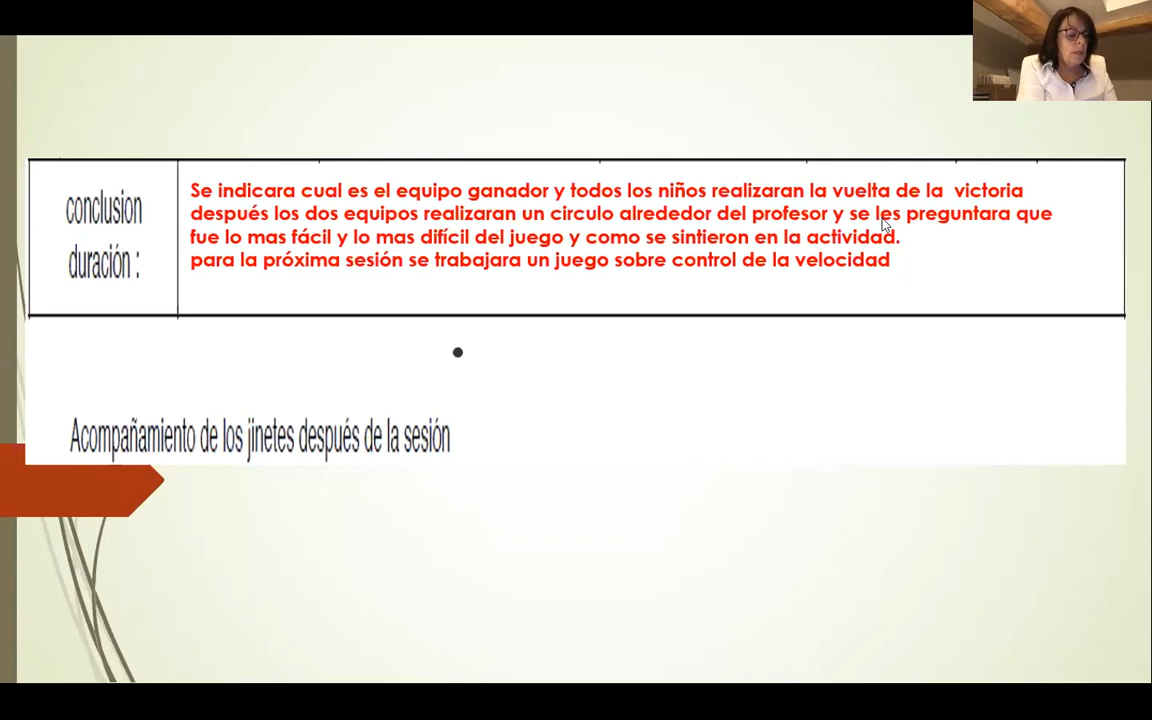 conclusion
duración :
Se indicara cual es el equipo ganador y todos los niños realizaran la vuelta de la victoria
después los dos equipos realizaran un circulo alrededor del profesor y se les preguntara que
fue lo mas fácil y lo mas difícil del juego y como se sintieron en la actividad.
para la próxima sesión se trabajara un juego sobre control de la velocidad
Acompañamiento de los jinetes después de la sesión